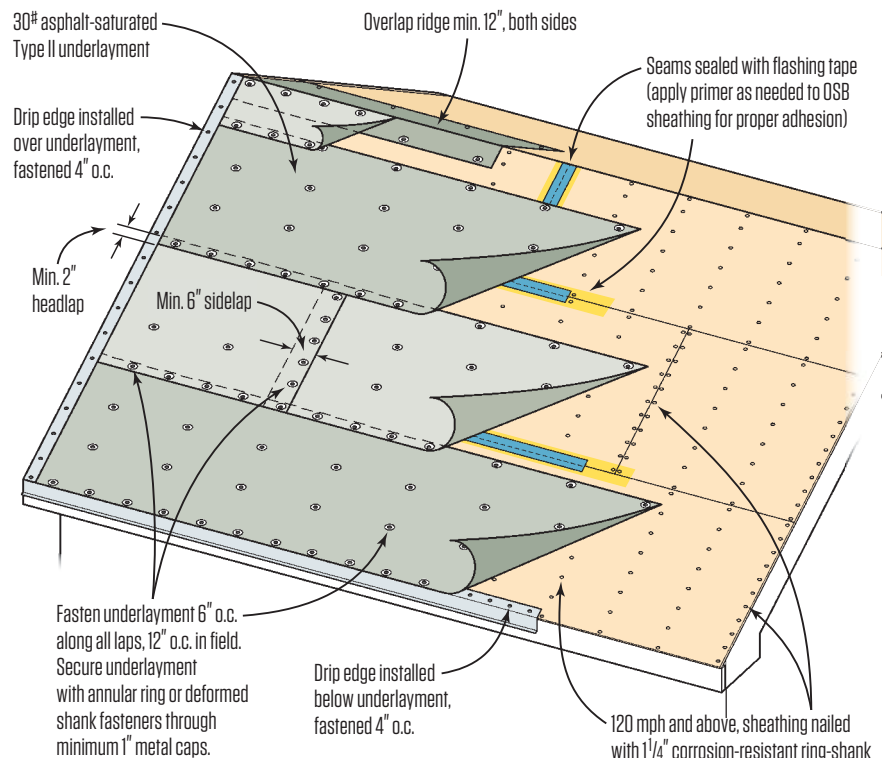 30# asphalt-saturated
Type II underlayment
Overlap ridge min. 12", both sides
Seams sealed with flashing tape
(apply primer as needed to OSB
sheathing for proper adhesion)
Drip edge installed
over underlayment,
fastened 4" o.c.
Min. 2"
headlap
Min. 6" sidelap
Fasten underlayment 6" o.c.
along all laps, 12" o.c. in field.
Secure underlayment
with annular ring or deformed
shank fasteners through
minimum 1" metal caps.
Drip edge installed
below underlayment,
fastened 4" o.c.
120 mph and above, sheathing nailed
with 1 1/4" corrosion-resistant ring-shank